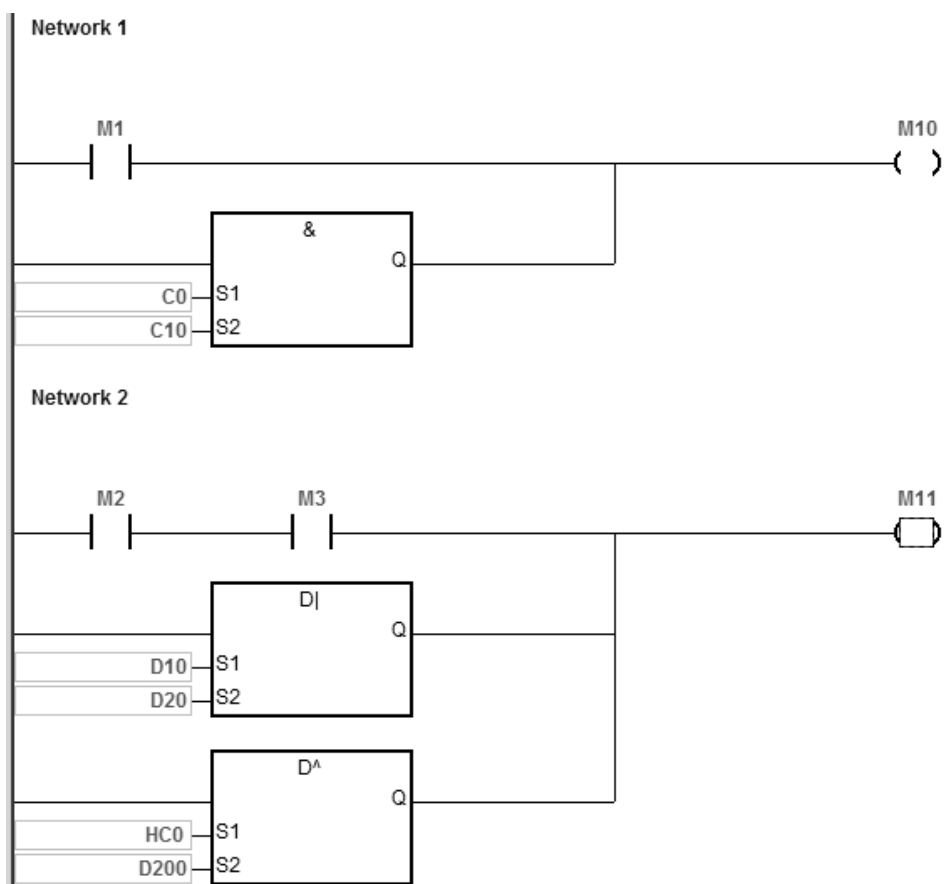 Network 1
M1 M10
&
Q
C0 S1
C10 S2
Network 2
M2 M3 M11
D|
Q
D10 S1
D20 S2
D^
Q
HC0 S1
D200 S2